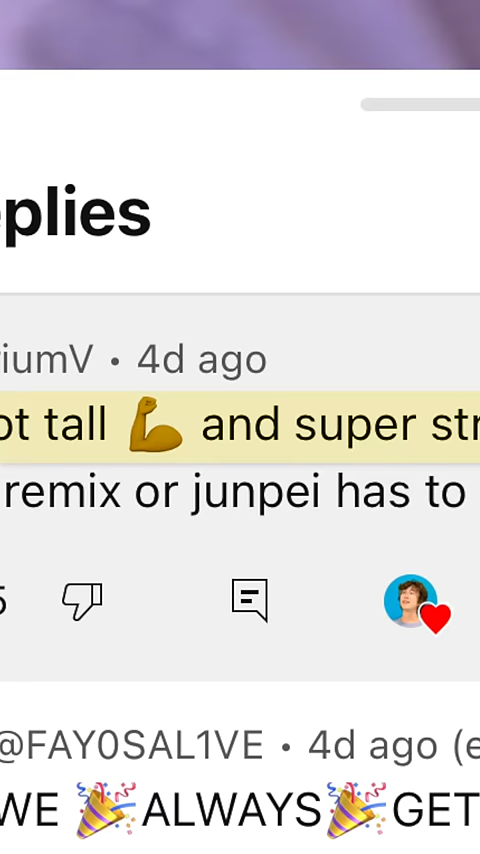 eplies
iumV • 4d ago
ot tall 💪 and super str
remix or junpei has to
5
@FAY0SAL1VE • 4d ago (e
WE 🎉ALWAYS🎉GET